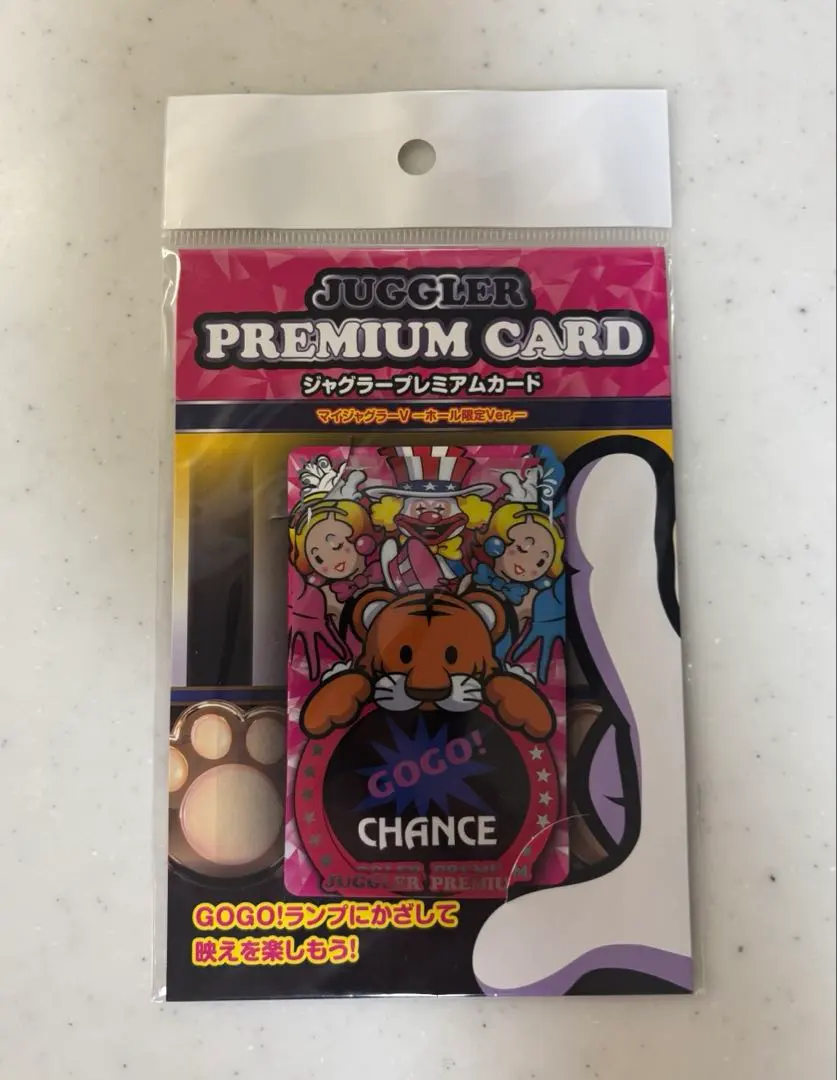 JUGGLER
PREMIUM CARD
ジャグラープレミアムカード
マイジャグラーV ーホール限定Ver.ー
GOGO!
CHANCE
JUGGLER PREMIUM
GOGO!ランプにかざして
映えを楽しもう!